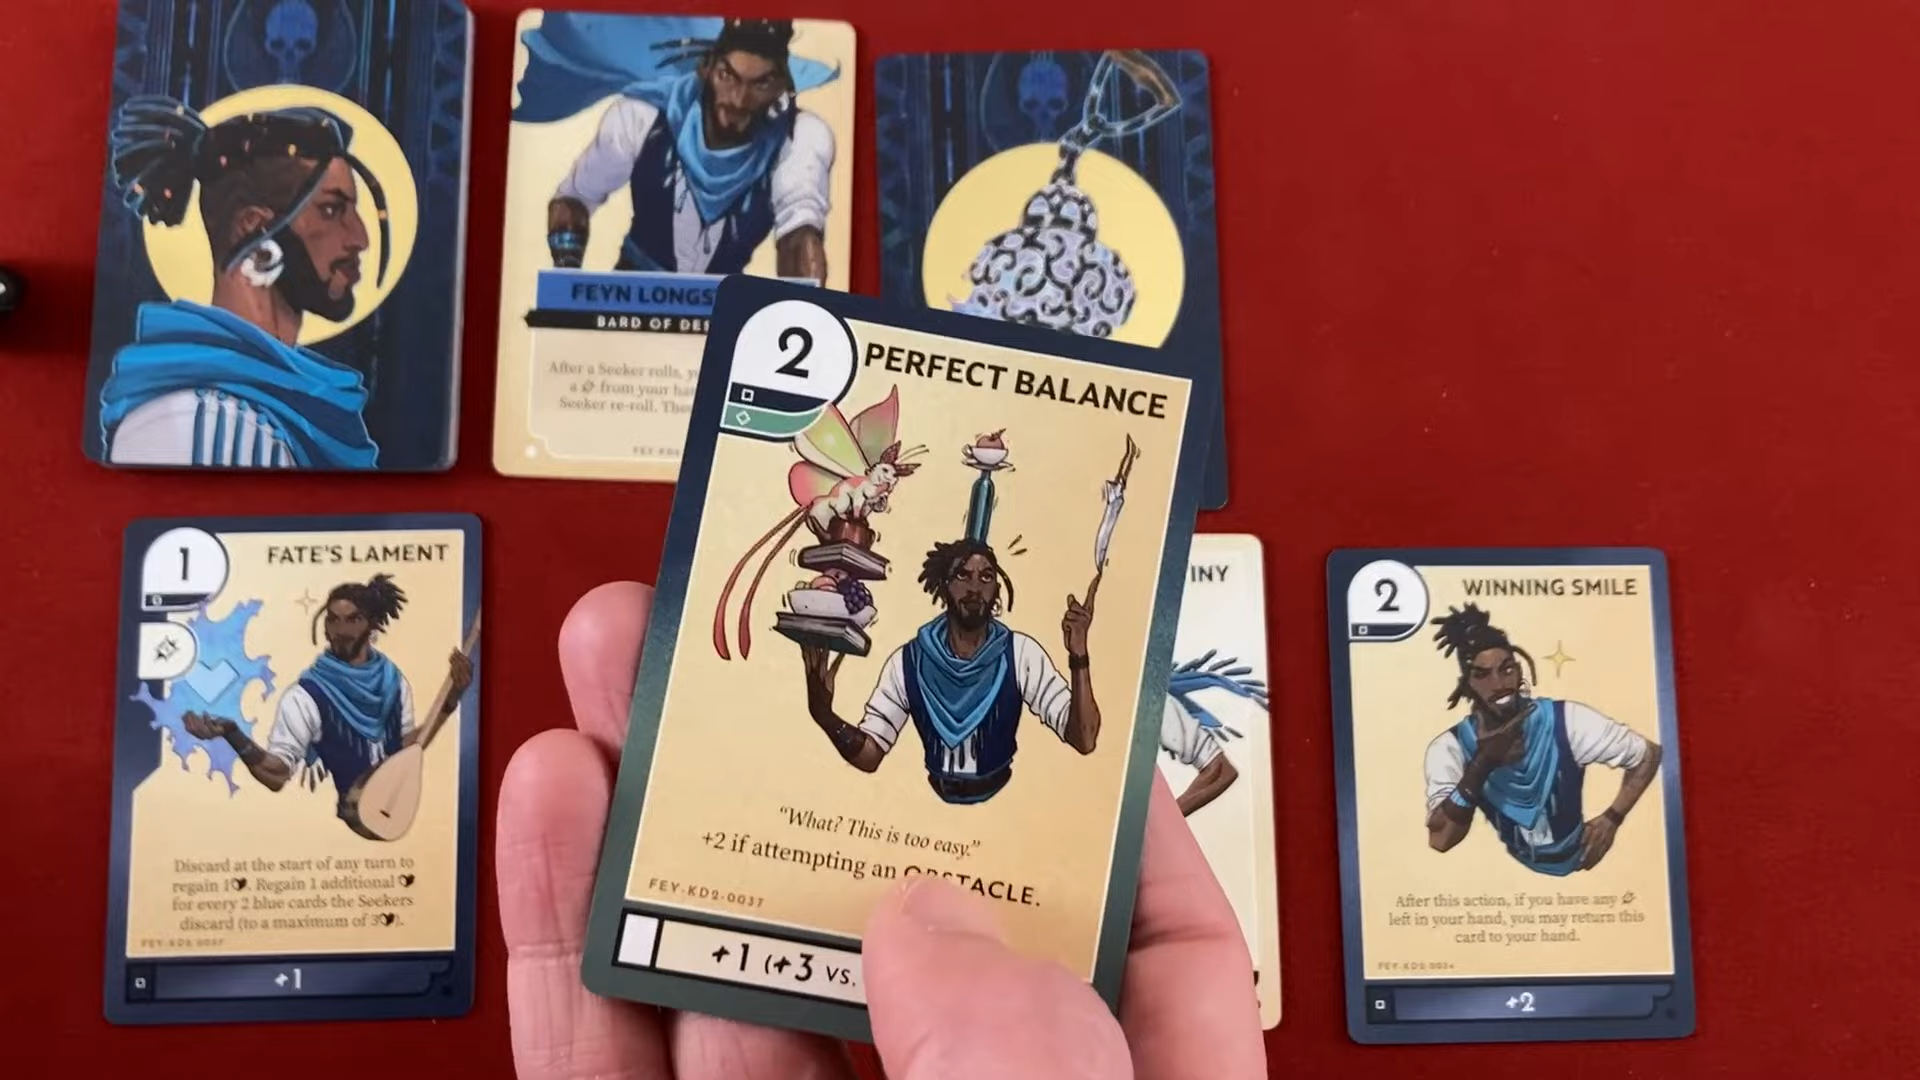 FEYN LONGS
BARD OF DES
After a Seeker rolls, y
a from your ha
Seeker re-roll. The
2
PERFECT BALANCE
"What? This is too easy."
+2 if attempting an OBSTACLE.
FEY-KD2-0037
+1 (+3 VS.
1
FATE'S LAMENT
Discard at the start of any turn to
regain 1. Regain 1 additional
for every 2 blue cards the Seekers
discard (to a maximum of 3).
+1
INY
2
WINNING SMILE
After this action, if you have any
left in your hand, you may return this
card to your hand.
+2